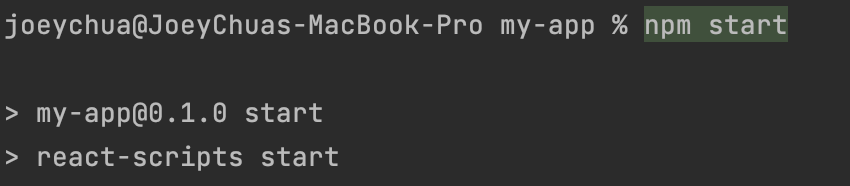 joeychua@JoeyChuas-MacBook-Pro my-app % npm start
> my-app@0.1.0 start
> react-scripts start